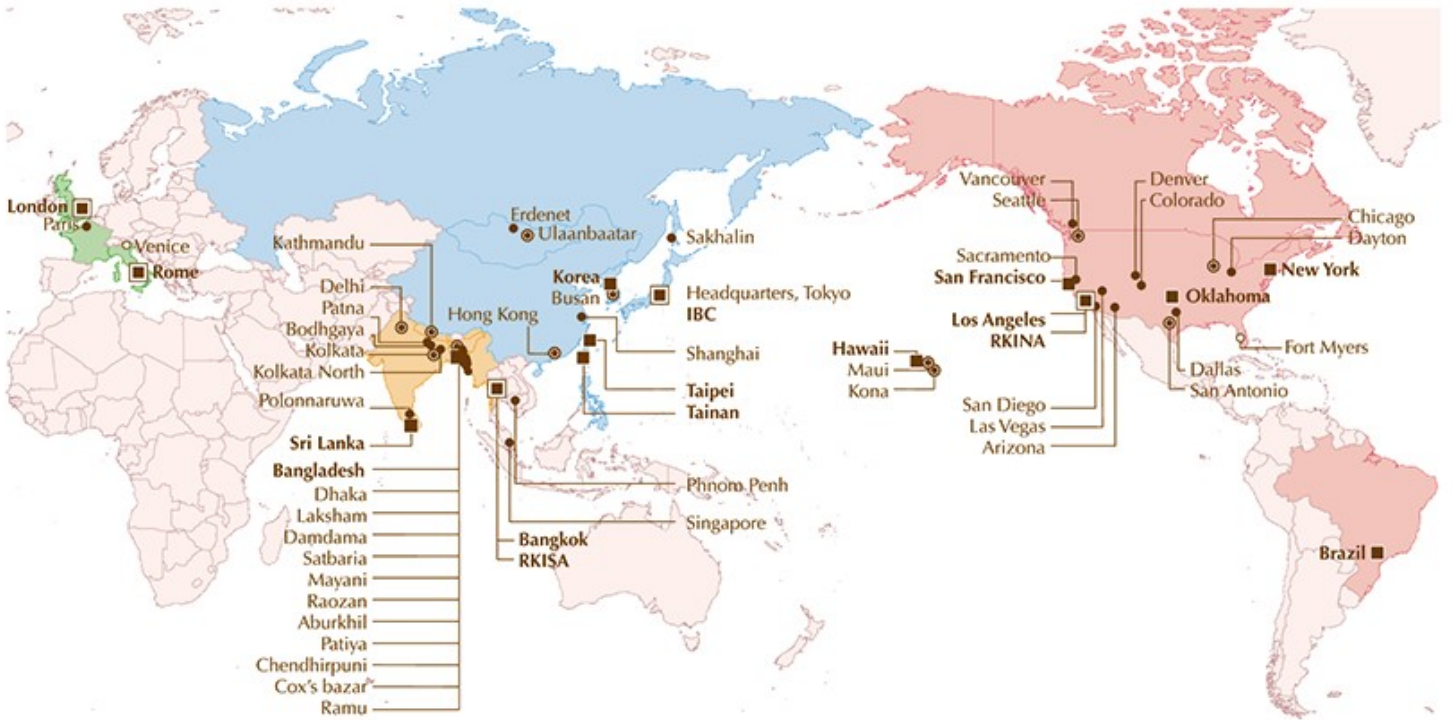 London
Paris
Venice
Rome
Kathmandu
Delhi
Patna
Bodhgaya
Kolkata
Kolkata North
Polonnaruwa
Sri Lanka
Bangladesh
Dhaka
Laksham
Damdama
Satbaria
Mayani
Raozan
Aburkhil
Patiya
Chendhirpuni
Cox's bazar
Ramu
Erdenet
Ulaanbaatar
Sakhalin
Korea
Busan
Headquarters, Tokyo
IBC
Hong Kong
Shanghai
Taipei
Tainan
Phnom Penh
Singapore
Bangkok
RKISA
Hawaii
Maui
Kona
Vancouver
Seattle
Sacramento
San Francisco
Los Angeles
RKINA
San Diego
Las Vegas
Arizona
Denver
Colorado
Chicago
Dayton
New York
Oklahoma
Fort Myers
Dallas
San Antonio
Brazil